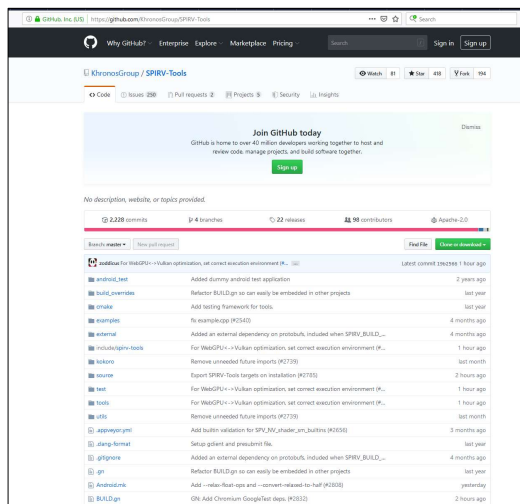 GitHub, Inc. (US) https://github.com/KhronosGroup/SPIRV-Tools Search
Why GitHub? Enterprise Explore Marketplace Pricing Search Sign in Sign up
KhronosGroup / SPIRV-Tools Watch 81 Star 418 Fork 194
Code Issues 250 Pull requests 2 Projects 5 Security Insights
Join GitHub today Dismiss
GitHub is home to over 40 million developers working together to host and
review code, manage projects, and build software together.
Sign up
No description, website, or topics provided.
2,228 commits 4 branches 22 releases 98 contributors Apache-2.0
Branch: master New pull request Find File Clone or download
zoddicus For WebGPU<->Vulkan optimization, set correct execution environment (#... Latest commit 1 hour ago
android_test Added dummy android test application 2 years ago
build_overrides Refactor BUILD.gn so can easily be embedded in other projects last year
cmake Add testing framework for tools. last year
examples fix example.cpp (#2540) 4 months ago
external Added an external dependency on protobufs, included when SPIRV_BUILD_... 4 months ago
include/spirv-tools For WebGPU<->Vulkan optimization, set correct execution environment (#... 1 hour ago
kokoro Remove unneeded future imports (#2739) last month
source Export SPIRV-Tools targets on installation (#2785) 2 hours ago
test For WebGPU<->Vulkan optimization, set correct execution environment (#... 1 hour ago
tools For WebGPU<->Vulkan optimization, set correct execution environment (#... 1 hour ago
utils Remove unneeded future imports (#2739) last month
.appveyor.yml Add builtin validation for SPV_NV_shader_sm_builtins (#2656) 3 months ago
.clang-format Setup gclient and presubmit file. last year
.gitignore Added an external dependency on protobufs, included when SPIRV_BUILD_... 4 months ago
.gn Refactor BUILD.gn so can easily be embedded in other projects last year
Android.mk Add --relax-float-ops and --convert-relaxed-to-half (#2808) yesterday
BUILD.gn GN: Add Chromium GoogleTest deps. (#2832) 2 hours ago